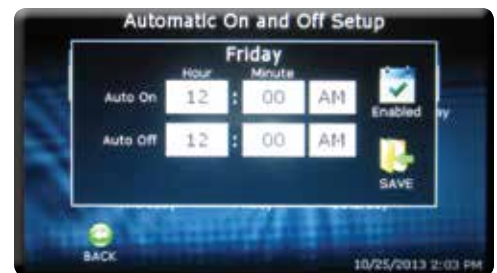 Automatic On and Off Setup
Friday
Hour Minute
Auto On 12 : 00 AM
Enabled
Auto Off 12 : 00 AM
SAVE
BACK
10/25/2013 2:03 PM